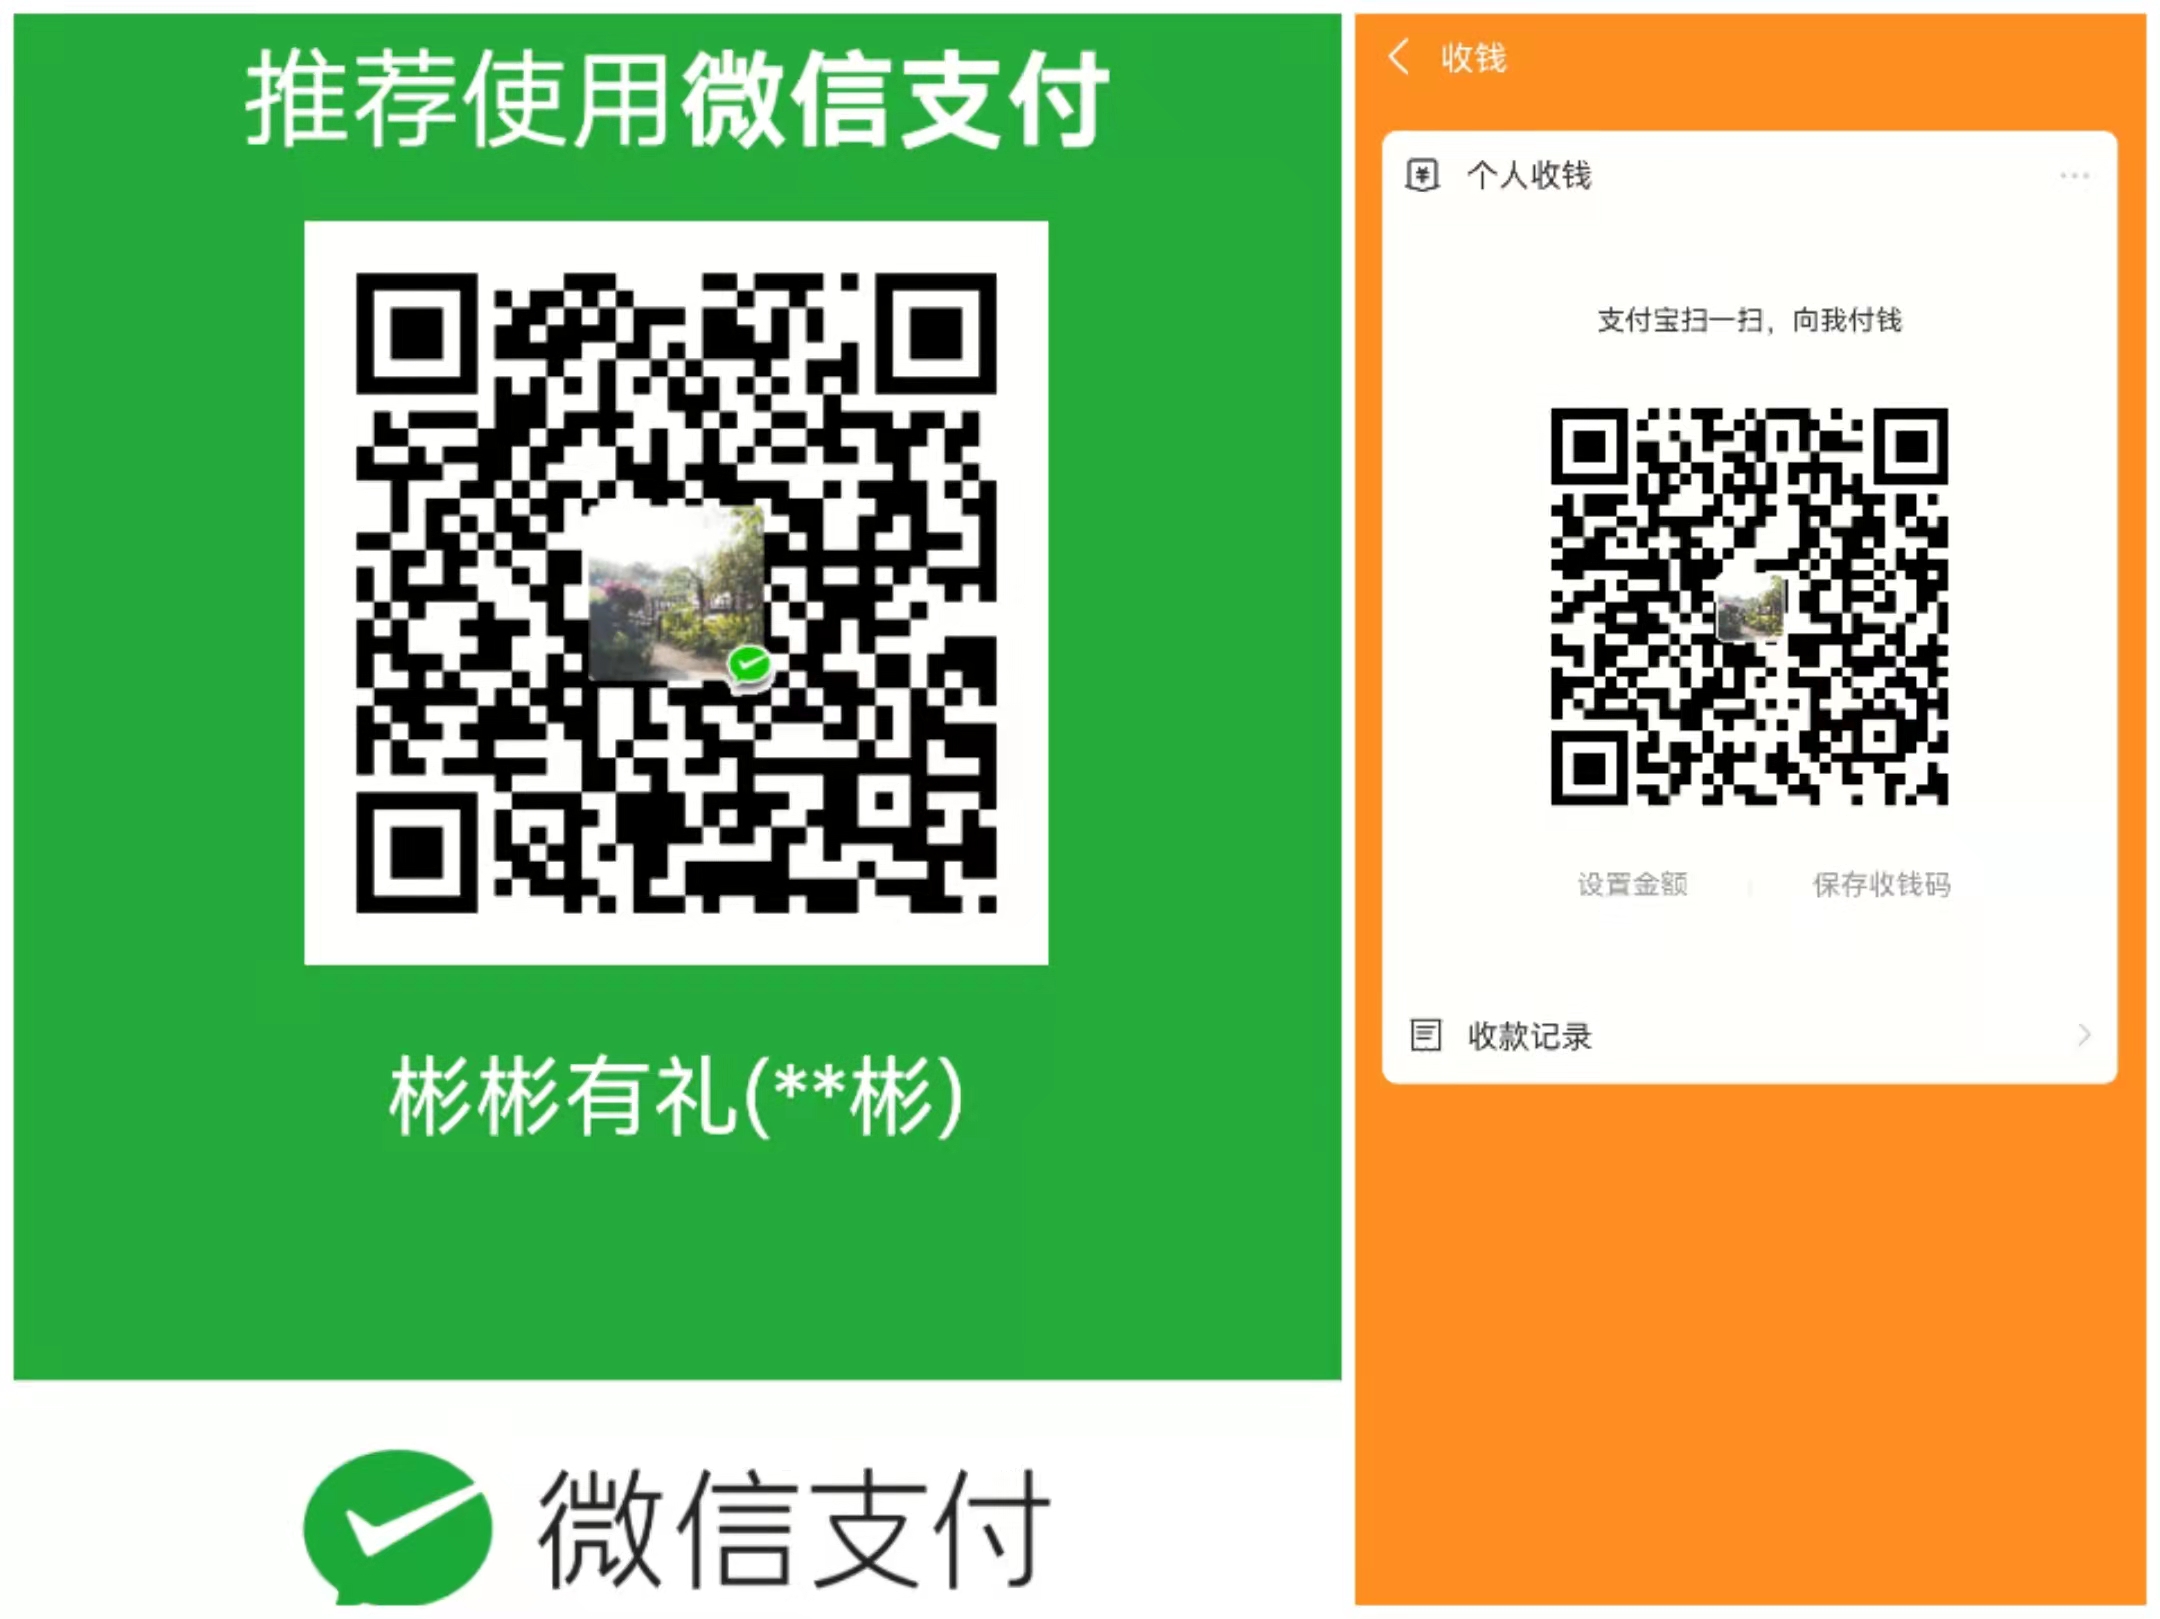 推荐使用微信支付
彬彬有礼(**彬)
微信支付
收钱
个人收钱
支付宝扫一扫，向我付钱
设置金额
保存收钱码
收款记录